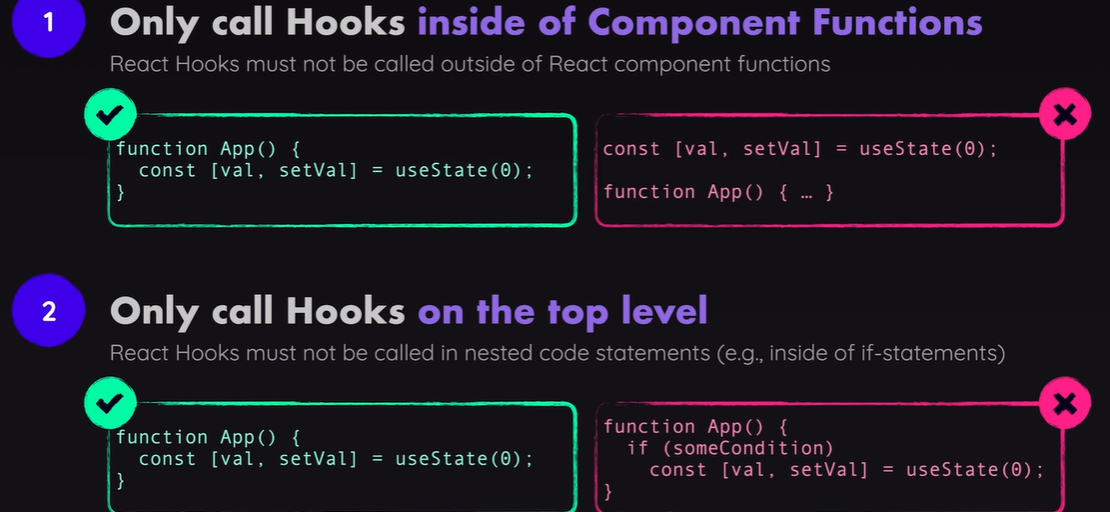 1
Only call Hooks inside of Component Functions
React Hooks must not be called outside of React component functions
function App() {
  const [val, setVal] = useState(0);
}
const [val, setVal] = useState(0);
function App() { … }
2
Only call Hooks on the top level
React Hooks must not be called in nested code statements (e.g., inside of if-statements)
function App() {
  const [val, setVal] = useState(0);
}
function App() {
  if (someCondition)
    const [val, setVal] = useState(0);
}